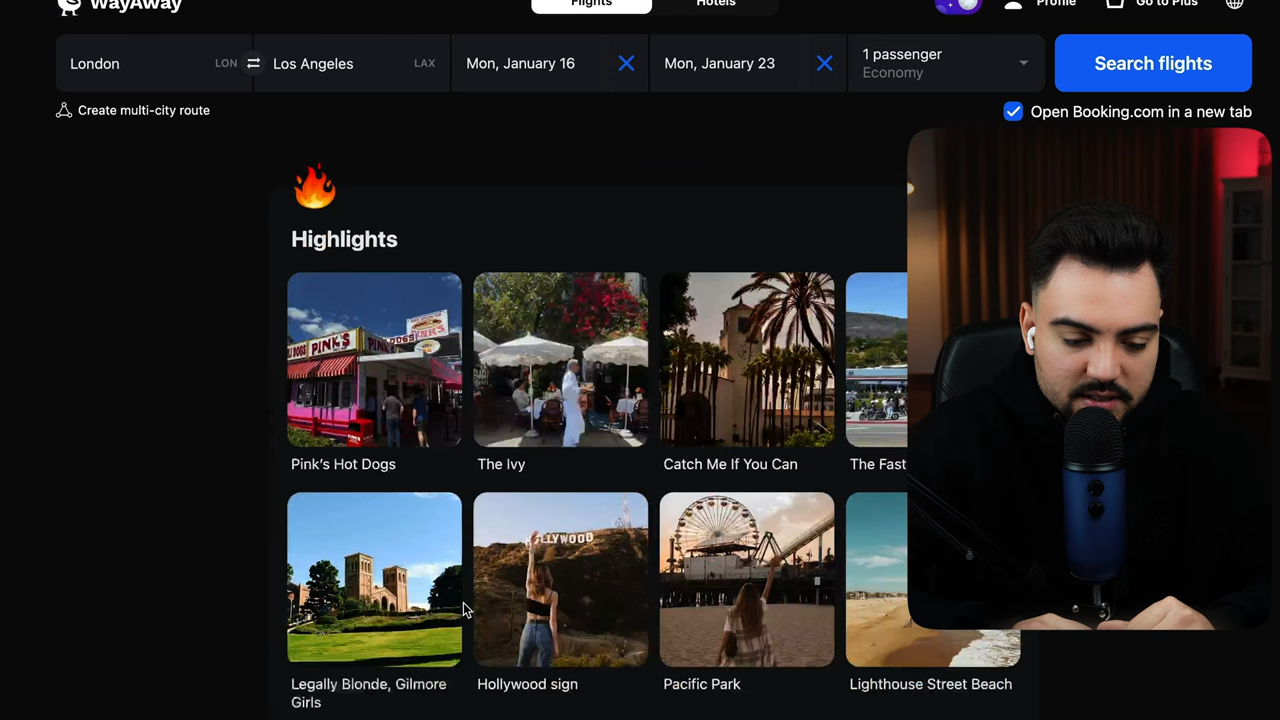 WayAway
Flights
Hotels
Profile
Go to Plus
London
LON
Los Angeles
LAX
Mon, January 16
Mon, January 23
1 passenger
Economy
Search flights
Create multi-city route
Open Booking.com in a new tab
Highlights
PINK'S
PINK'S
Pink's Hot Dogs
The Ivy
Catch Me If You Can
The Fast
HOLLYWOOD
Legally Blonde, Gilmore
Girls
Hollywood sign
Pacific Park
Lighthouse Street Beach